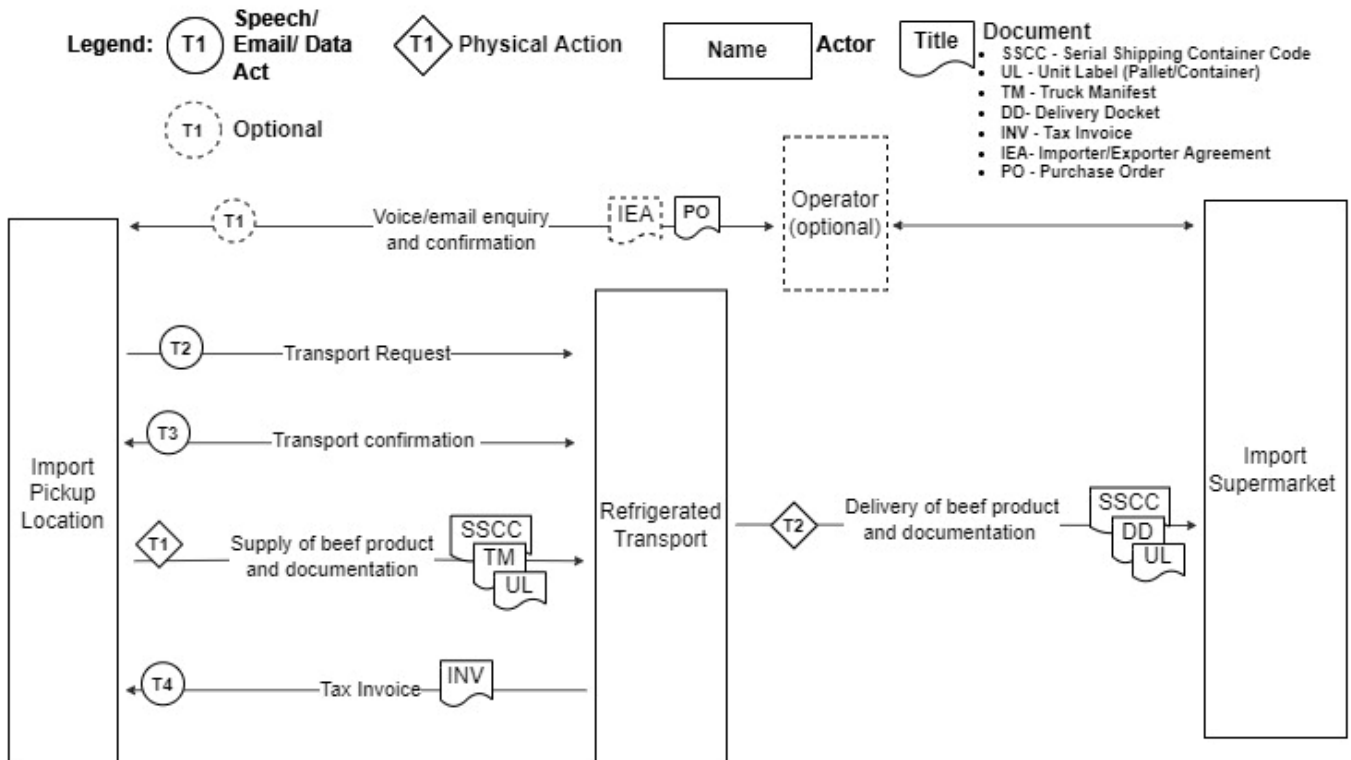 Legend:
T1
Speech/
Email/ Data
Act
T1
Physical Action
Name
Actor
Title
Document
• SSCC - Serial Shipping Container Code
• UL - Unit Label (Pallet/Container)
• TM - Truck Manifest
• DD- Delivery Docket
• INV - Tax Invoice
• IEA- Importer/Exporter Agreement
• PO - Purchase Order
T1
Optional
T1
Voice/email enquiry
and confirmation
IEA
PO
Operator
(optional)
T2
Transport Request
T3
Transport confirmation
Import
Pickup
Location
T1
Supply of beef product
and documentation
SSCC
TM
UL
Refrigerated
Transport
T2
Delivery of beef product
and documentation
SSCC
DD
UL
Import
Supermarket
T4
Tax Invoice
INV